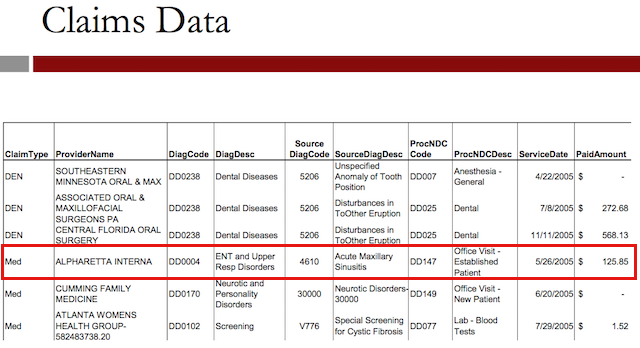 Claims Data
ClaimType ProviderName DiagCode DiagDesc Source DiagCode SourceDiagDesc ProcNDC Code ProcNDCDesc ServiceDate PaidAmount
DEN SOUTHEASTERN MINNESOTA ORAL & MAX DD0238 Dental Diseases 5206 Unspecified Anomaly of Tooth Position DD007 Anesthesia - General 4/22/2005 $ -
DEN ASSOCIATED ORAL & MAXILLOFACIAL SURGEONS PA DD0238 Dental Diseases 5206 Disturbances in ToOther Eruption DD025 Dental 7/8/2005 $ 272.68
DEN CENTRAL FLORIDA ORAL SURGERY DD0238 Dental Diseases 5206 Disturbances in ToOther Eruption DD025 Dental 11/11/2005 $ 568.13
Med ALPHARETTA INTERNA DD0004 ENT and Upper Resp Disorders 4610 Acute Maxillary Sinusitis DD147 Office Visit - Established Patient 5/26/2005 $ 125.85
Med CUMMING FAMILY MEDICINE DD0170 Neurotic and Personality Disorders 30000 Neurotic Disorders-30000 DD149 Office Visit - New Patient 6/20/2005 $ -
Med ATLANTA WOMENS HEALTH GROUP-582483738.20 DD0102 Screening V776 Special Screening for Cystic Fibrosis DD077 Lab - Blood Tests 7/29/2005 $ 1.52